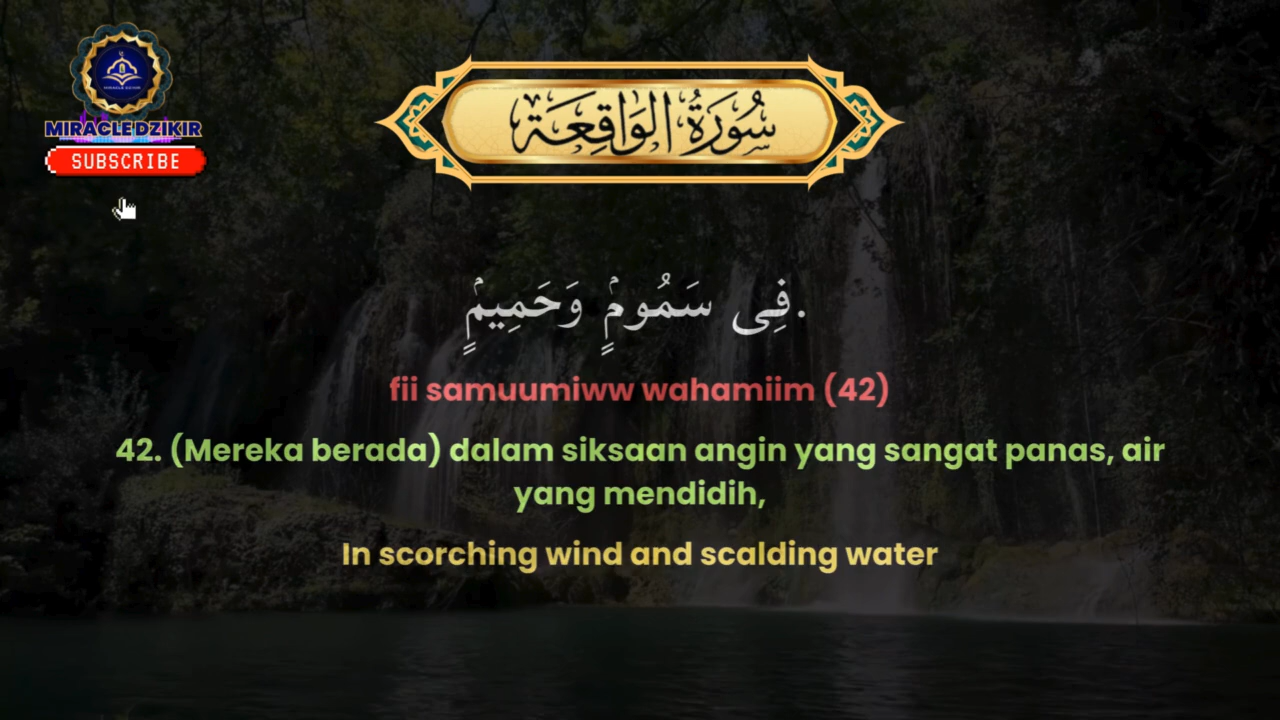 MIRACLEDZIKIR
SUBSCRIBE
سُورَةُ الوَاقِعَة
.فِى سَمُومٍۢ وَحَمِيمٍۢ
fii samuumiww wahamiim (42)
42. (Mereka berada) dalam siksaan angin yang sangat panas, air
yang mendidih,
In scorching wind and scalding water